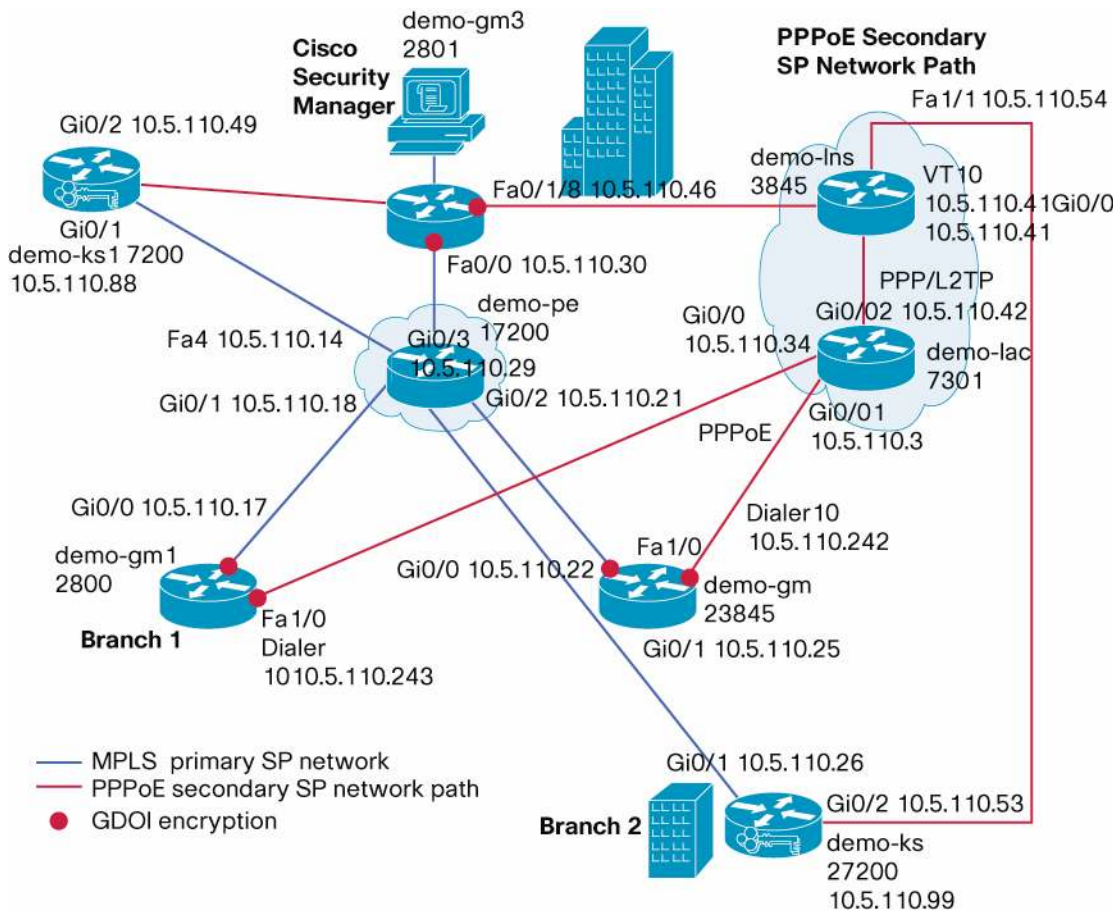 demo-gm3
2801
Cisco
Security
Manager
PPPoE Secondary
SP Network Path
Fa1/1 10.5.110.54
Gi0/2 10.5.110.49
demo-lns
3845
Fa0/1/8 10.5.110.46
VT10
10.5.110.41Gi0/0
10.5.110.41
Gi0/1
demo-ks1 7200
10.5.110.88
Fa0/0 10.5.110.30
PPP/L2TP
Gi0/02 10.5.110.42
demo-pe
17200
Gi0/0
10.5.110.34
Fa4 10.5.110.14
Gi0/3
10.5.110.29
demo-lac
7301
Gi0/1 10.5.110.18
Gi0/2 10.5.110.21
Gi0/01
10.5.110.3
PPPoE
Gi0/0 10.5.110.17
Dialer10
10.5.110.242
demo-gm1
2800
Gi0/0 10.5.110.22
Fa1/0
demo-gm
23845
Branch 1
Fa1/0
Dialer
1010.5.110.243
Gi0/1 10.5.110.25
MPLS primary SP network
PPPoE secondary SP network path
GDOI encryption
Gi0/1 10.5.110.26
Branch 2
Gi0/2 10.5.110.53
demo-ks
27200
10.5.110.99